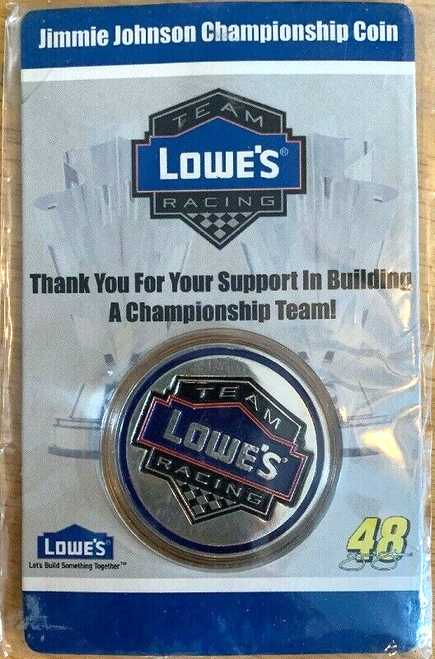 Jimmie Johnson Championship Coin
TEAM
LOWE'S®
RACING
Thank You For Your Support In Building
A Championship Team!
TEAM
LOWE'S
RACING
LOWE'S
Let's Build Something Together™
48